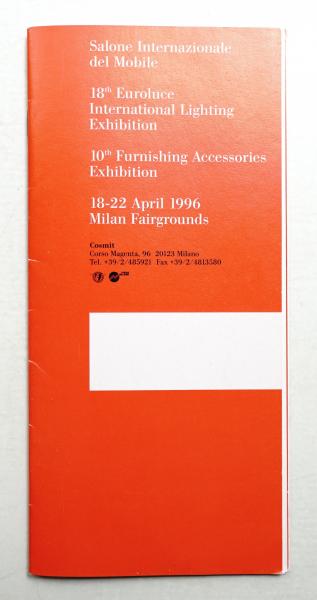 Salone Internazionale
del Mobile
18th Euroluce
International Lighting
Exhibition
10th Furnishing Accessories
Exhibition
18-22 April 1996
Milan Fairgrounds
Cosmit
Corso Magenta, 96 20123 Milano
Tel. +39/2/485921 Fax +39/2/4813580